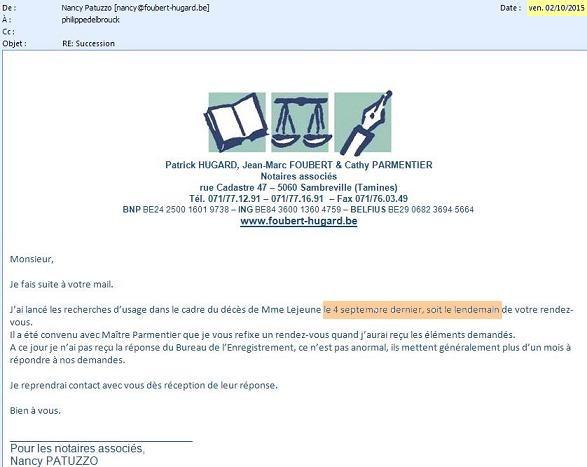 De : Nancy Patuzzo [nancy@foubert-hugard.be] Date : ven. 02/10/2015
À : philippedebrouck
Cc :
Objet : RE: Succession
Patrick HUGARD, Jean-Marc FOUBERT & Cathy PARMENTIER
Notaires associés
rue Cadastre 47 – 5060 Sambreville (Tamines)
Tél. 071/77.12.91 – 071/77.16.91 – Fax 071/76.03.49
BNP BE24 2500 1601 9738 – ING BE84 3600 1360 4759 – BELFIUS BE29 0682 3694 5664
www.foubert-hugard.be
Monsieur,
Je fais suite à votre mail.
J'ai lancé les recherches d'usage dans le cadre du décès de Mme Lejeune le 4 septembre dernier, soit le lendemain de votre rendez-
vous.
Il a été convenu avec Maître Parmentier que je vous refixe un rendez-vous quand j'aurai reçu les éléments demandés.
A ce jour je n'ai pas reçu la réponse du Bureau de l'Enregistrement, ce n'est pas anormal, ils mettent généralement plus d'un mois à
répondre à nos demandes.
Je reprendrai contact avec vous dès réception de leur réponse.
Bien à vous.
Pour les notaires associés,
Nancy PATUZZO